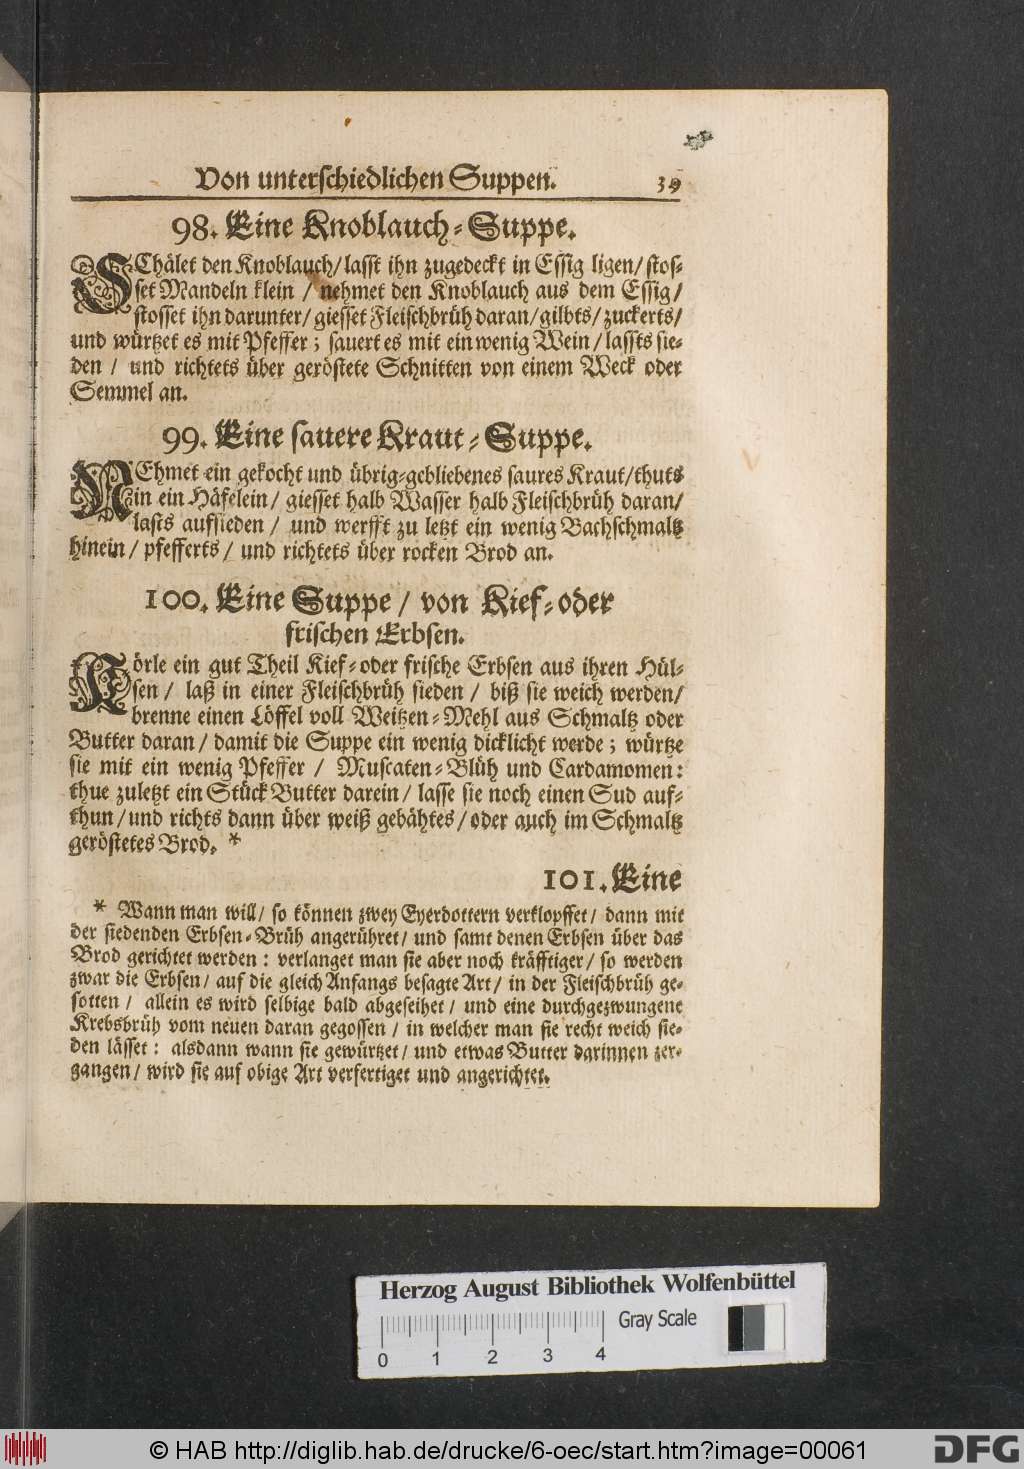 Von unterschiedlichen Suppen. 39
98. Eine Knoblauch-Suppe.
SChälet den Knoblauch/ lasst ihn zugedeckt in Essig ligen/ stos-
set Mandeln klein / nehmet den Knoblauch aus dem Essig/
stosset ihn darunter/ giesset Fleischbrüh daran/ gilbts/ zuckerts/
und würtzet es mit Pfeffer; sauert es mit ein wenig Wein/ lassts sie-
den / und richtets über geröstete Schnitten von einem Weck oder
Semmel an.
99. Eine sauere Kraut-Suppe.
NEhmet ein gekocht und übrig-gebliebenes saures Kraut/ thuts
in ein Häfelein/ giesset halb Wasser halb Fleischbrüh daran/
lasts aufsieden / und werfft zu letzt ein wenig Bachschmaltz
hinein/ pfefferts/ und richtets über rocken Brod an.
100. Eine Suppe/ von Kief-oder
frischen Erbsen.
Körle ein gut Theil Kief-oder frische Erbsen aus ihren Hül-
sen / laß in einer Fleischbrüh sieden / biß sie weich werden/
brenne einen Löffel voll Weitzen-Mehl aus Schmaltz oder
Butter daran/ damit die Suppe ein wenig dicklicht werde; würtze
sie mit ein wenig Pfeffer / Muscaten-Blüh und Cardamomen:
thue zuletzt ein Stück Butter darein/ lasse sie noch einen Sud auf-
thun/ und richts dann über weiß gebähtes/ oder auch im Schmaltz
geröstetes Brod. *
101. Eine
* Wann man will/ so können zwey Eyerdottern verklopffet/ dann mit
der siedenden Erbsen-Brüh angerühret/ und samt denen Erbsen über das
Brod gerichtet werden: verlanget man sie aber noch kräfftiger/ so werden
zwar die Erbsen/ auf die gleich Anfangs besagte Art/ in der Fleischbrüh ge-
sotten / allein es wird selbige bald abgeseihet/ und eine durchgezwungene
Krebsbrüh vom neuen daran gegossen/ in welcher man sie recht weich sie-
den lässet: alsdann wann sie gewürtzet/ und etwas Butter darinnen zer-
gangen/ wird sie auf obige Art verfertiget und angerichtet.
Herzog August Bibliothek Wolfenbüttel
Gray Scale
0 1 2 3 4
© HAB http://diglib.hab.de/drucke/6-oec/start.htm?image=00061
DFG